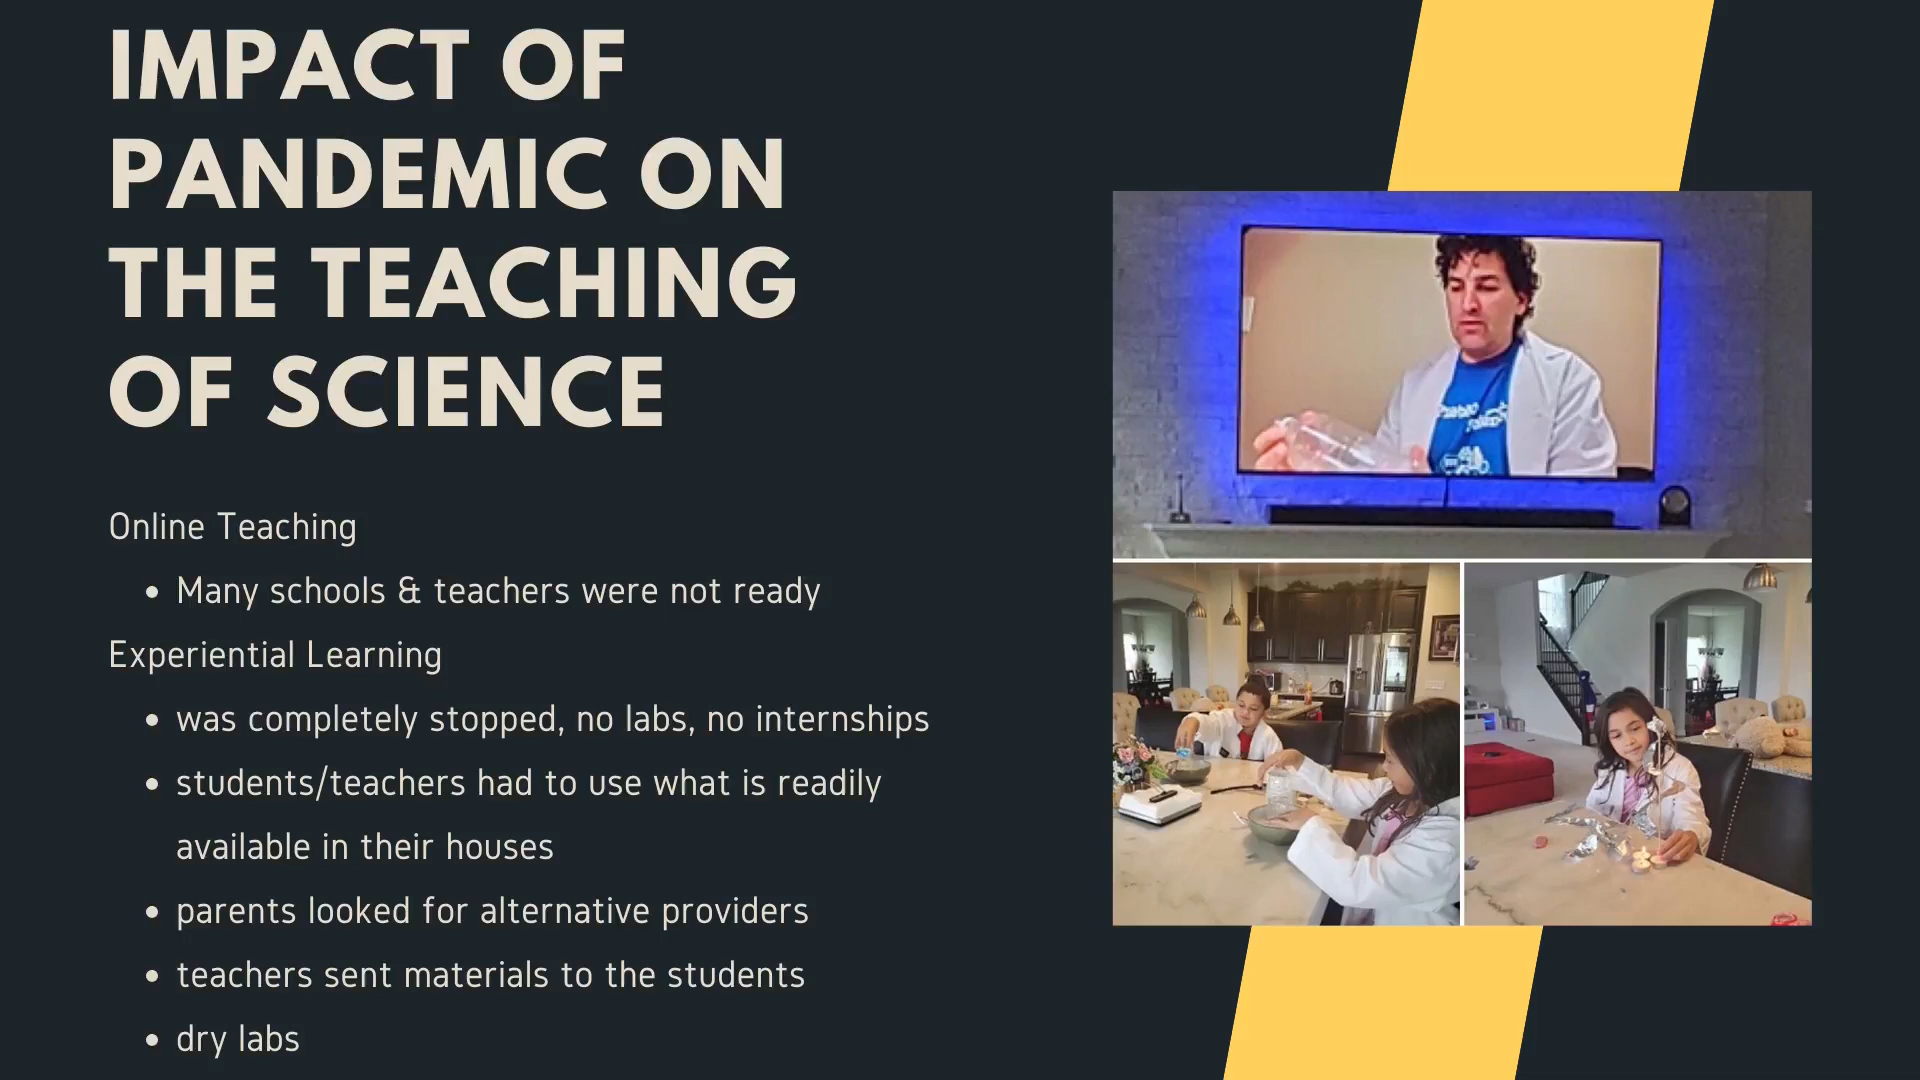 IMPACT OF
PANDEMIC ON
THE TEACHING
OF SCIENCE
Online Teaching
• Many schools & teachers were not ready
Experiential Learning
• was completely stopped, no labs, no internships
• students/teachers had to use what is readily
available in their houses
• parents looked for alternative providers
• teachers sent materials to the students
• dry labs